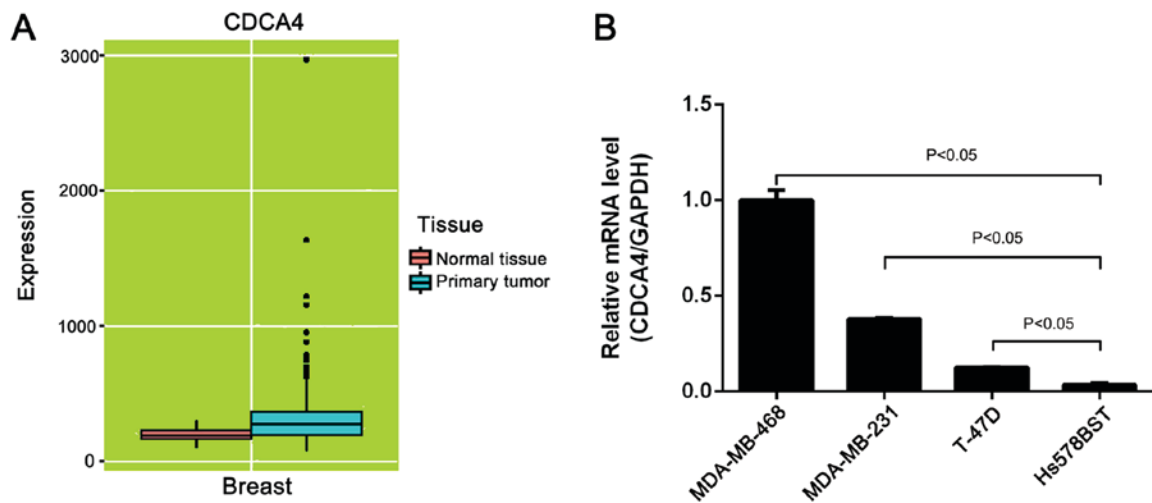 A
CDCA4
3000
2000
1000
0
Expression
Breast
Tissue
Normal tissue
Primary tumor
B
Relative mRNA level
(CDCA4/GAPDH)
1.5
1.0
0.5
0.0
P<0.05
P<0.05
P<0.05
MDA-MB-468
MDA-MB-231
T-47D
Hs578BST